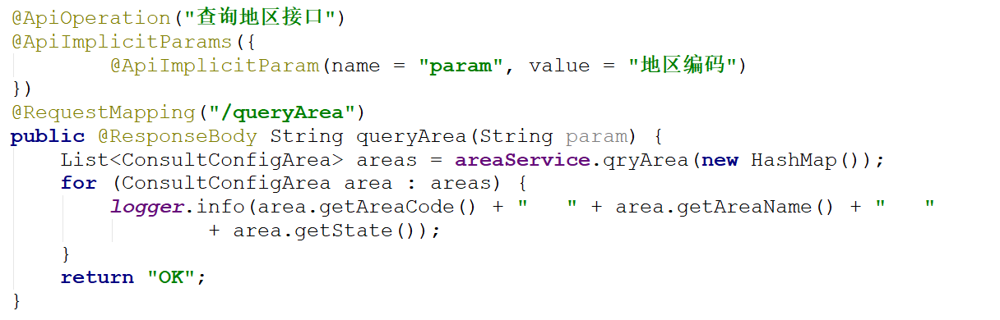 @ApiOperation("查询地区接口")
@ApiImplicitParams({
        @ApiImplicitParam(name = "param", value = "地区编码")
})
@RequestMapping("/queryArea")
public @ResponseBody String queryArea(String param) {
    List<ConsultConfigArea> areas = areaService.qryArea(new HashMap());
    for (ConsultConfigArea area : areas) {
        logger.info(area.getAreaCode() + "   " + area.getAreaName() + "   "
                + area.getState());
    }
    return "OK";
}